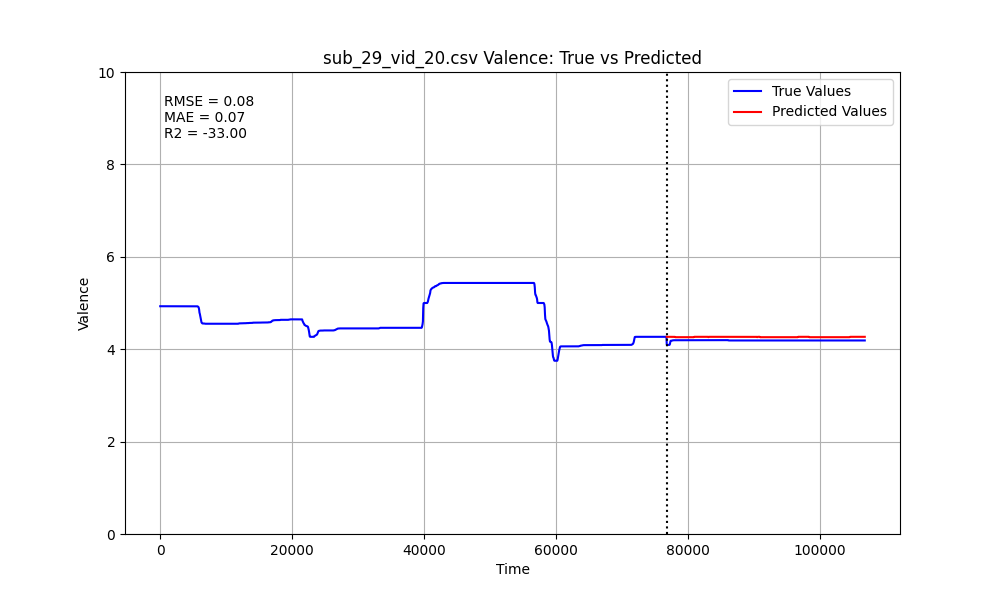 sub_29_vid_20.csv Valence: True vs Predicted
RMSE = 0.08
MAE = 0.07
R2 = -33.00
True Values
Predicted Values
10
8
6
4
2
0
Valence
0 20000 40000 60000 80000 100000
Time